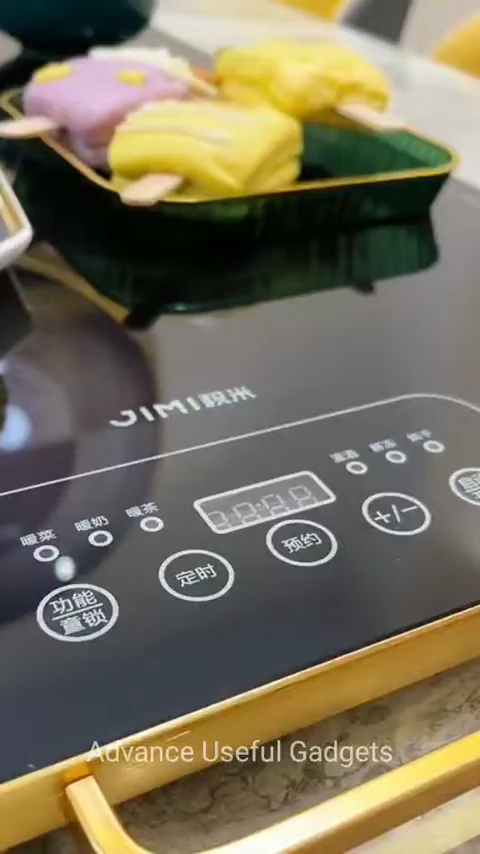 JIMI积米
暖菜 暖奶 暖茶
功能
童锁
定时
预约
+/-
Advance Useful Gadgets